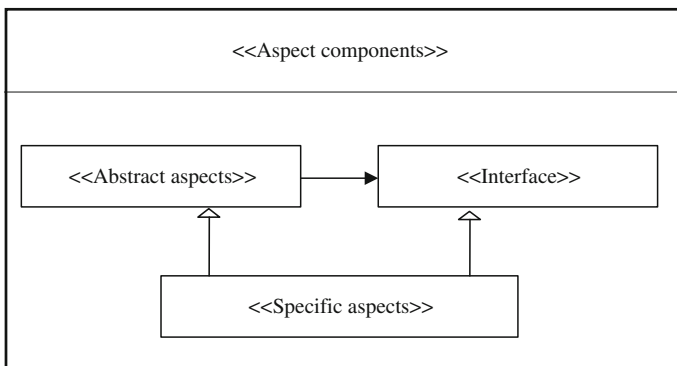 <<Aspect components>>
<<Abstract aspects>>
<<Interface>>
<<Specific aspects>>